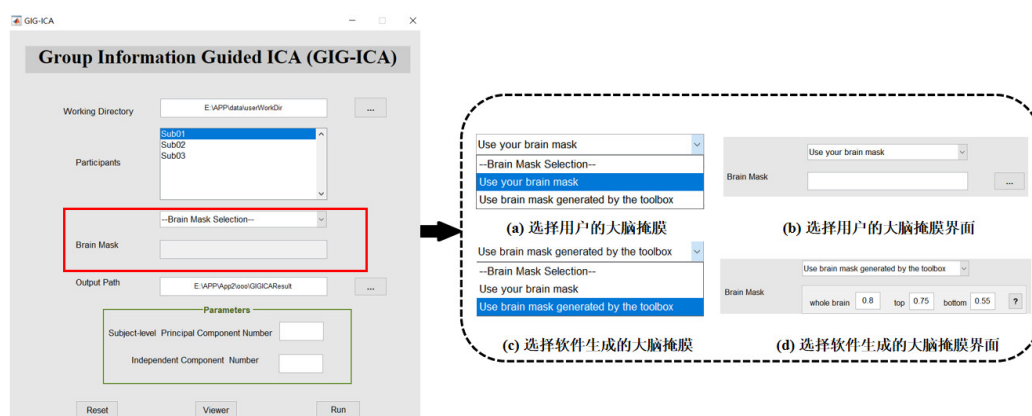 GIG-ICA
Group Information Guided ICA (GIG-ICA)
Working Directory
E:\APP\data\userWorkDir
...
Participants
Sub01
Sub02
Sub03
--Brain Mask Selection--
Brain Mask
Output Path
E:\APP\App2\ooo\GIGICAResult
...
Parameters
Subject-level Principal Component Number
Independent Component Number
Reset
Viewer
Run
Use your brain mask
--Brain Mask Selection--
Use your brain mask
Use brain mask generated by the toolbox
(a) 选择用户的大脑掩膜
Use your brain mask
Brain Mask
...
(b) 选择用户的大脑掩膜界面
Use brain mask generated by the toolbox
--Brain Mask Selection--
Use your brain mask
Use brain mask generated by the toolbox
(c) 选择软件生成的大脑掩膜
Use brain mask generated by the toolbox
Brain Mask
whole brain 0.8 top 0.75 bottom 0.55 ?
(d) 选择软件生成的大脑掩膜界面